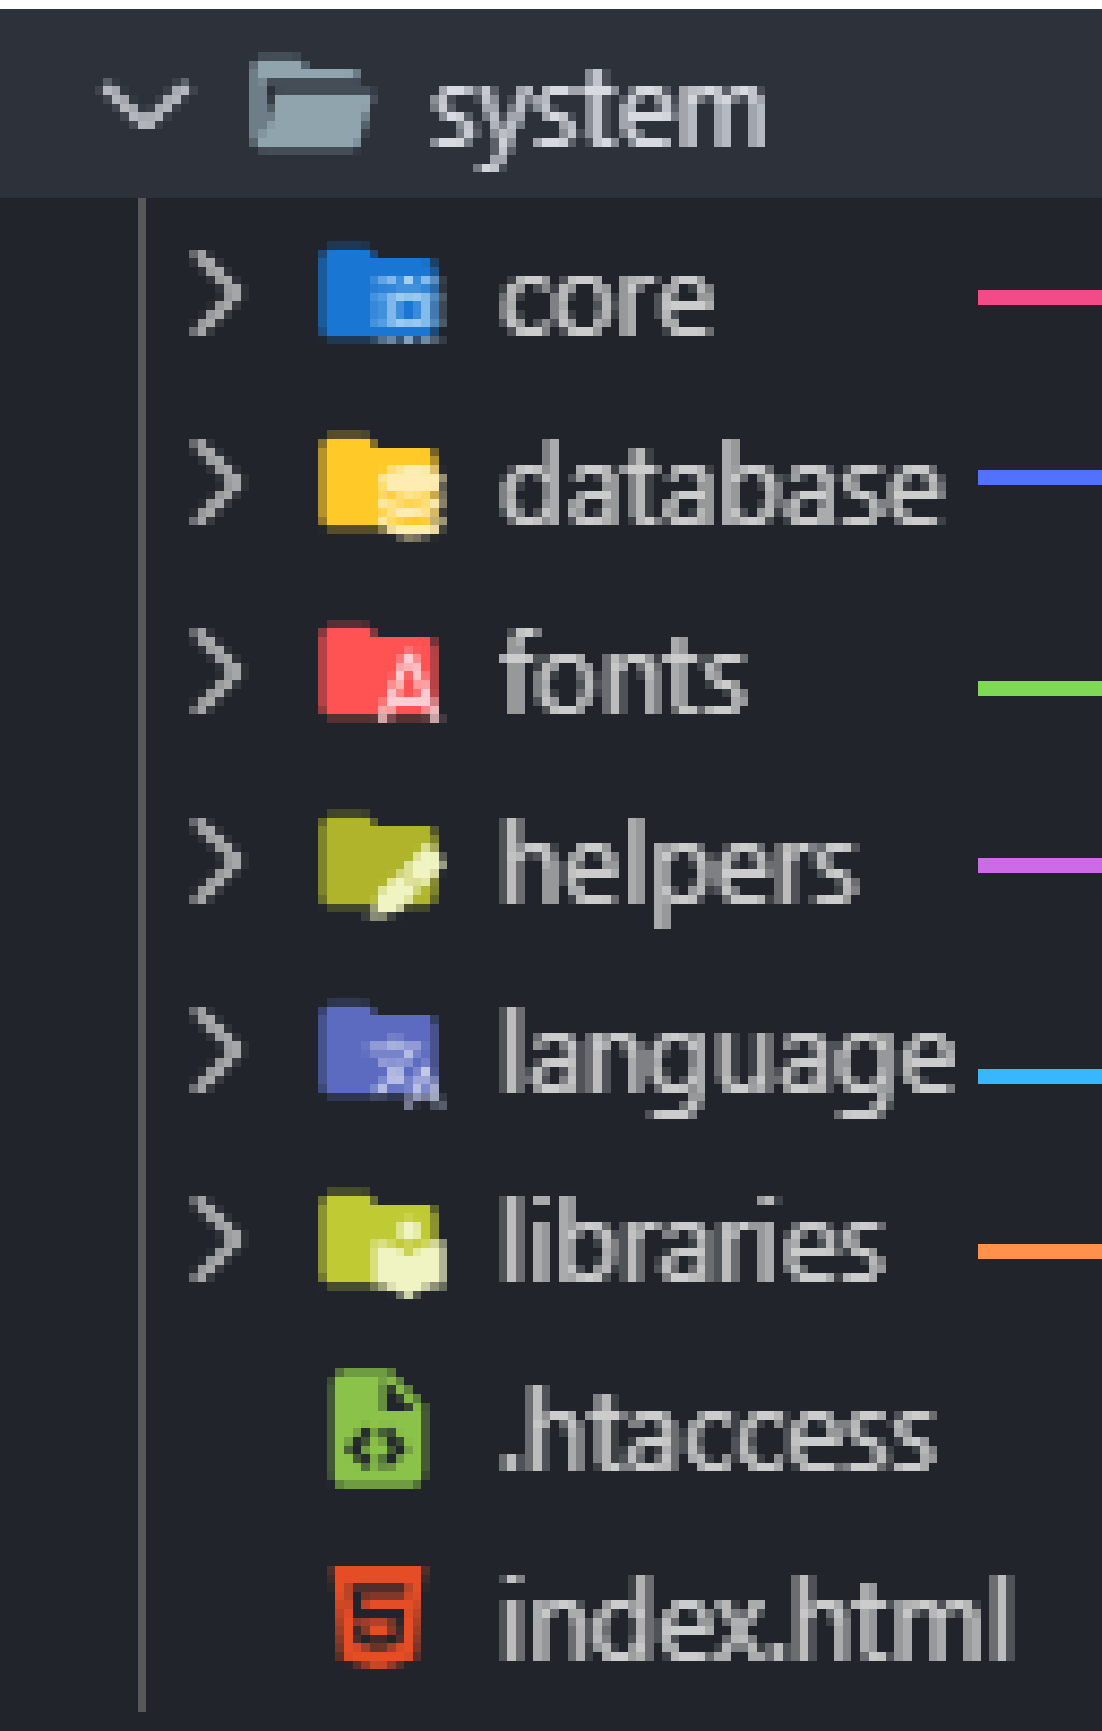 system
core
database
fonts
helpers
language
libraries
.htaccess
index.html